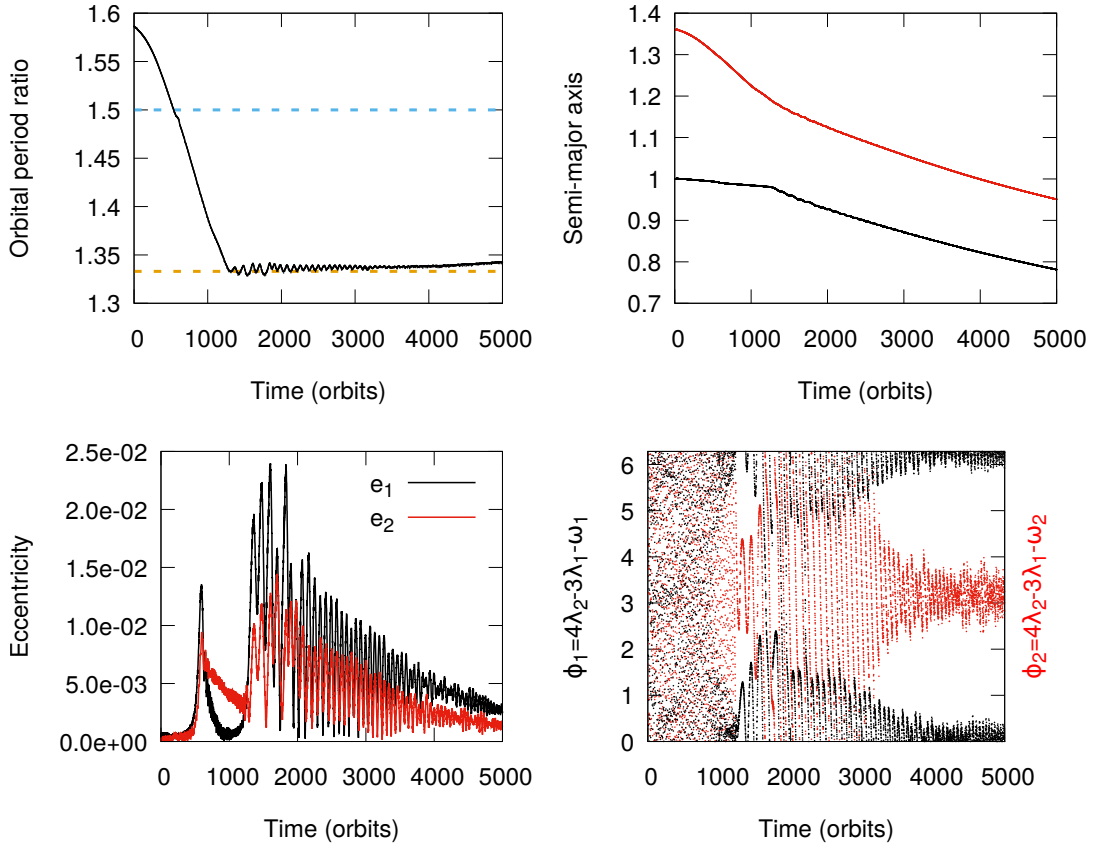 1.6
1.55
1.5
1.45
1.4
1.35
1.3
Orbital period ratio
0 1000 2000 3000 4000 5000
Time (orbits)
1.4
1.3
1.2
1.1
1
0.9
0.8
0.7
Semi-major axis
0 1000 2000 3000 4000 5000
Time (orbits)
2.5e-02
2.0e-02
1.5e-02
1.0e-02
5.0e-03
0.0e+00
Eccentricity
e₁
e₂
0 1000 2000 3000 4000 5000
Time (orbits)
6
5
4
3
2
1
0
ϕ₁=4λ₂-3λ₁-ω₁
ϕ₂=4λ₂-3λ₁-ω₂
0 1000 2000 3000 4000 5000
Time (orbits)